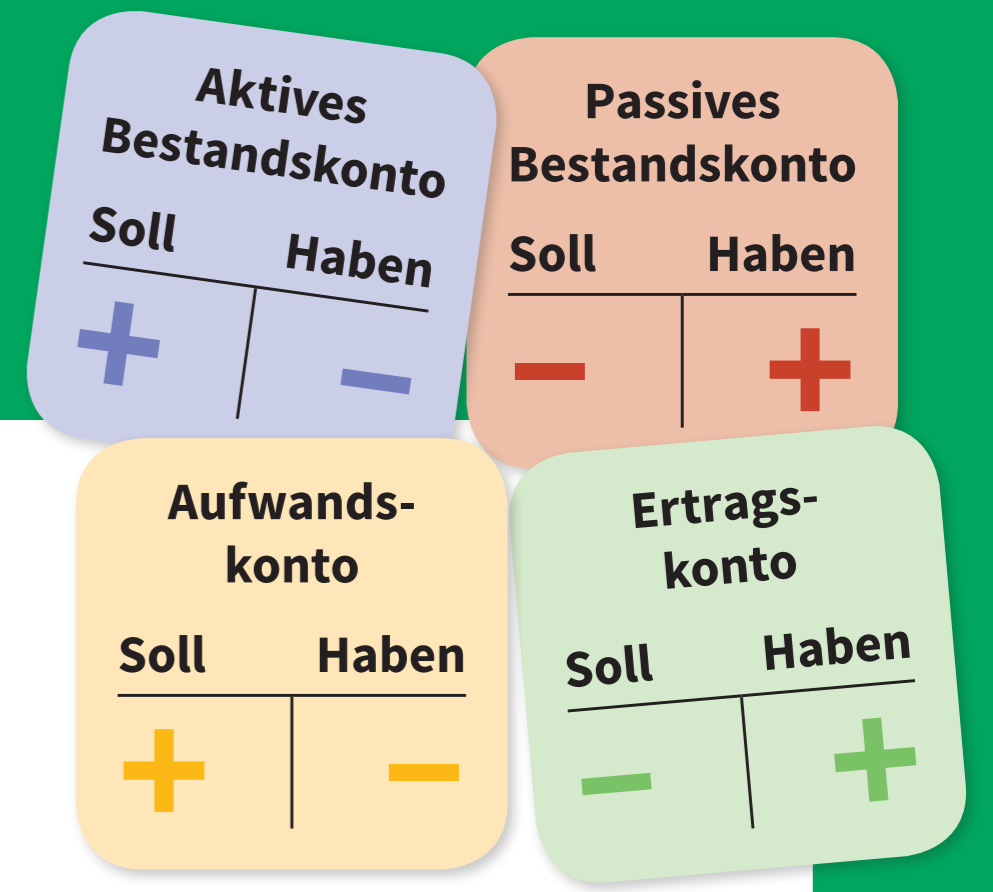 Aktives
Bestandskonto
Soll Haben
+ −
Passives
Bestandskonto
Soll Haben
− +
Aufwands-
konto
Soll Haben
+ −
Ertrags-
konto
Soll Haben
− +